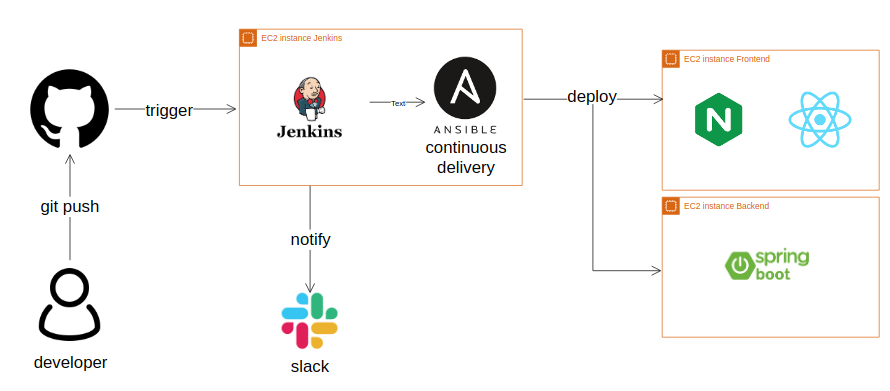 EC2 instance Jenkins
EC2 instance Frontend
trigger
Jenkins
Text
ANSIBLE
continuous
delivery
deploy
N
git push
notify
EC2 instance Backend
spring
boot
developer
slack